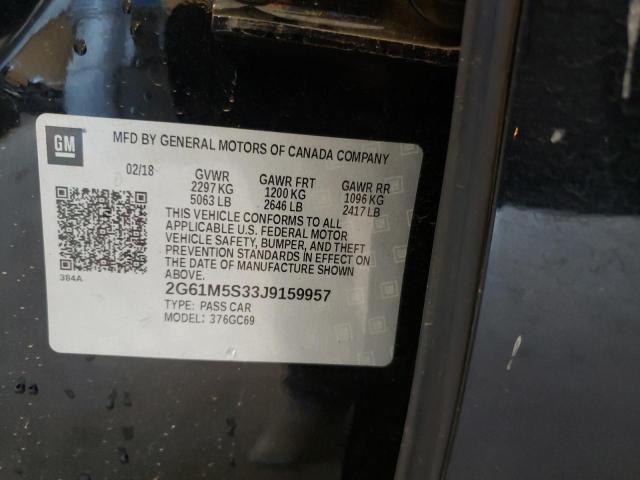 GM
MFD BY GENERAL MOTORS OF CANADA COMPANY
02/18 GVWR GAWR FRT GAWR RR
2297 KG 1200 KG 1096 KG
5063 LB 2646 LB 2417 LB
THIS VEHICLE CONFORMS TO ALL
APPLICABLE U.S. FEDERAL MOTOR
VEHICLE SAFETY, BUMPER, AND THEFT
PREVENTION STANDARDS IN EFFECT ON
THE DATE OF MANUFACTURE SHOWN
ABOVE.
384A
2G61M5S33J9159957
TYPE: PASS CAR
MODEL: 376GC69